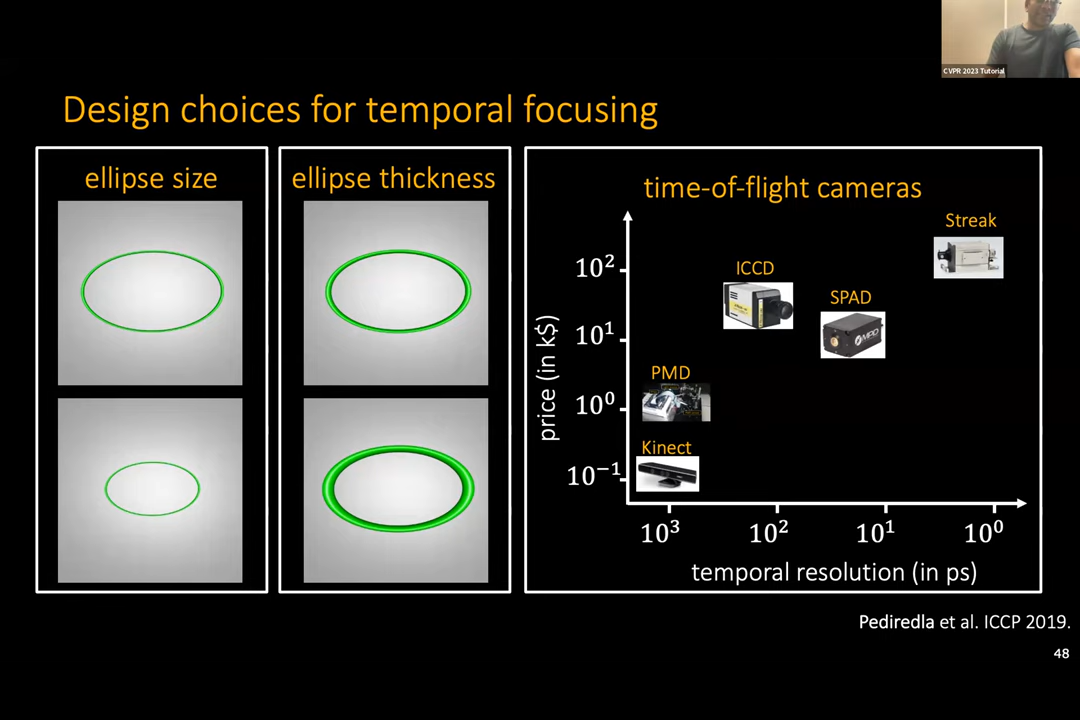 CVPR 2023 Tutorial
Design choices for temporal focusing
ellipse size
ellipse thickness
time-of-flight cameras
Streak
ICCD
SPAD
MPD
PMD
Kinect
price (in k$)
10²
10¹
10⁰
10⁻¹
10³ 10² 10¹ 10⁰
temporal resolution (in ps)
Pediredla et al. ICCP 2019.
48